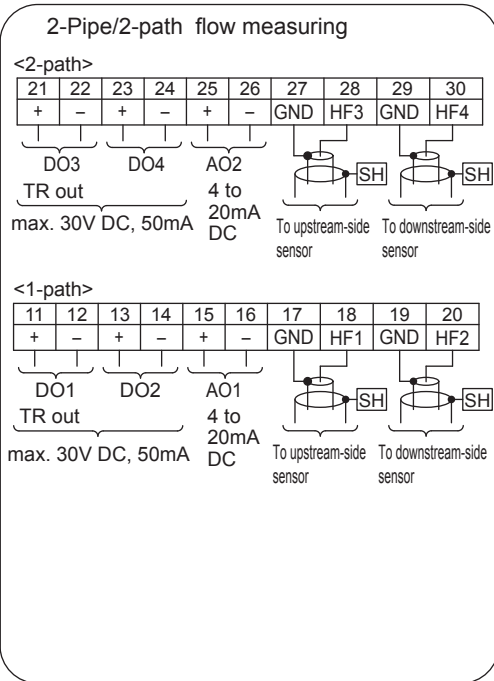 2-Pipe/2-path flow measuring
<2-path>
21 22 23 24 25 26 27 28 29 30
+ – + – + – GND HF3 GND HF4
DO3 DO4 AO2 SH SH
TR out 4 to
max. 30V DC, 50mA 20mA
DC
To upstream-side To downstream-side
sensor sensor
<1-path>
11 12 13 14 15 16 17 18 19 20
+ – + – + – GND HF1 GND HF2
DO1 DO2 AO1 SH SH
TR out 4 to
20mA
max. 30V DC, 50mA DC
To upstream-side To downstream-side
sensor sensor